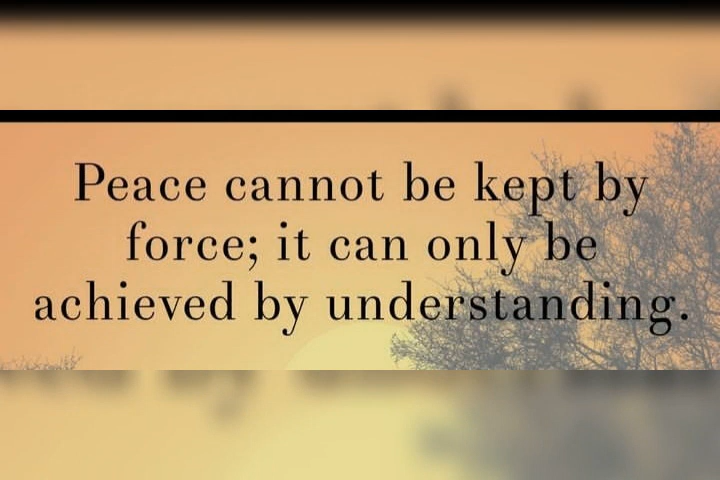 Peace cannot be kept by
force; it can only be
achieved by understanding.